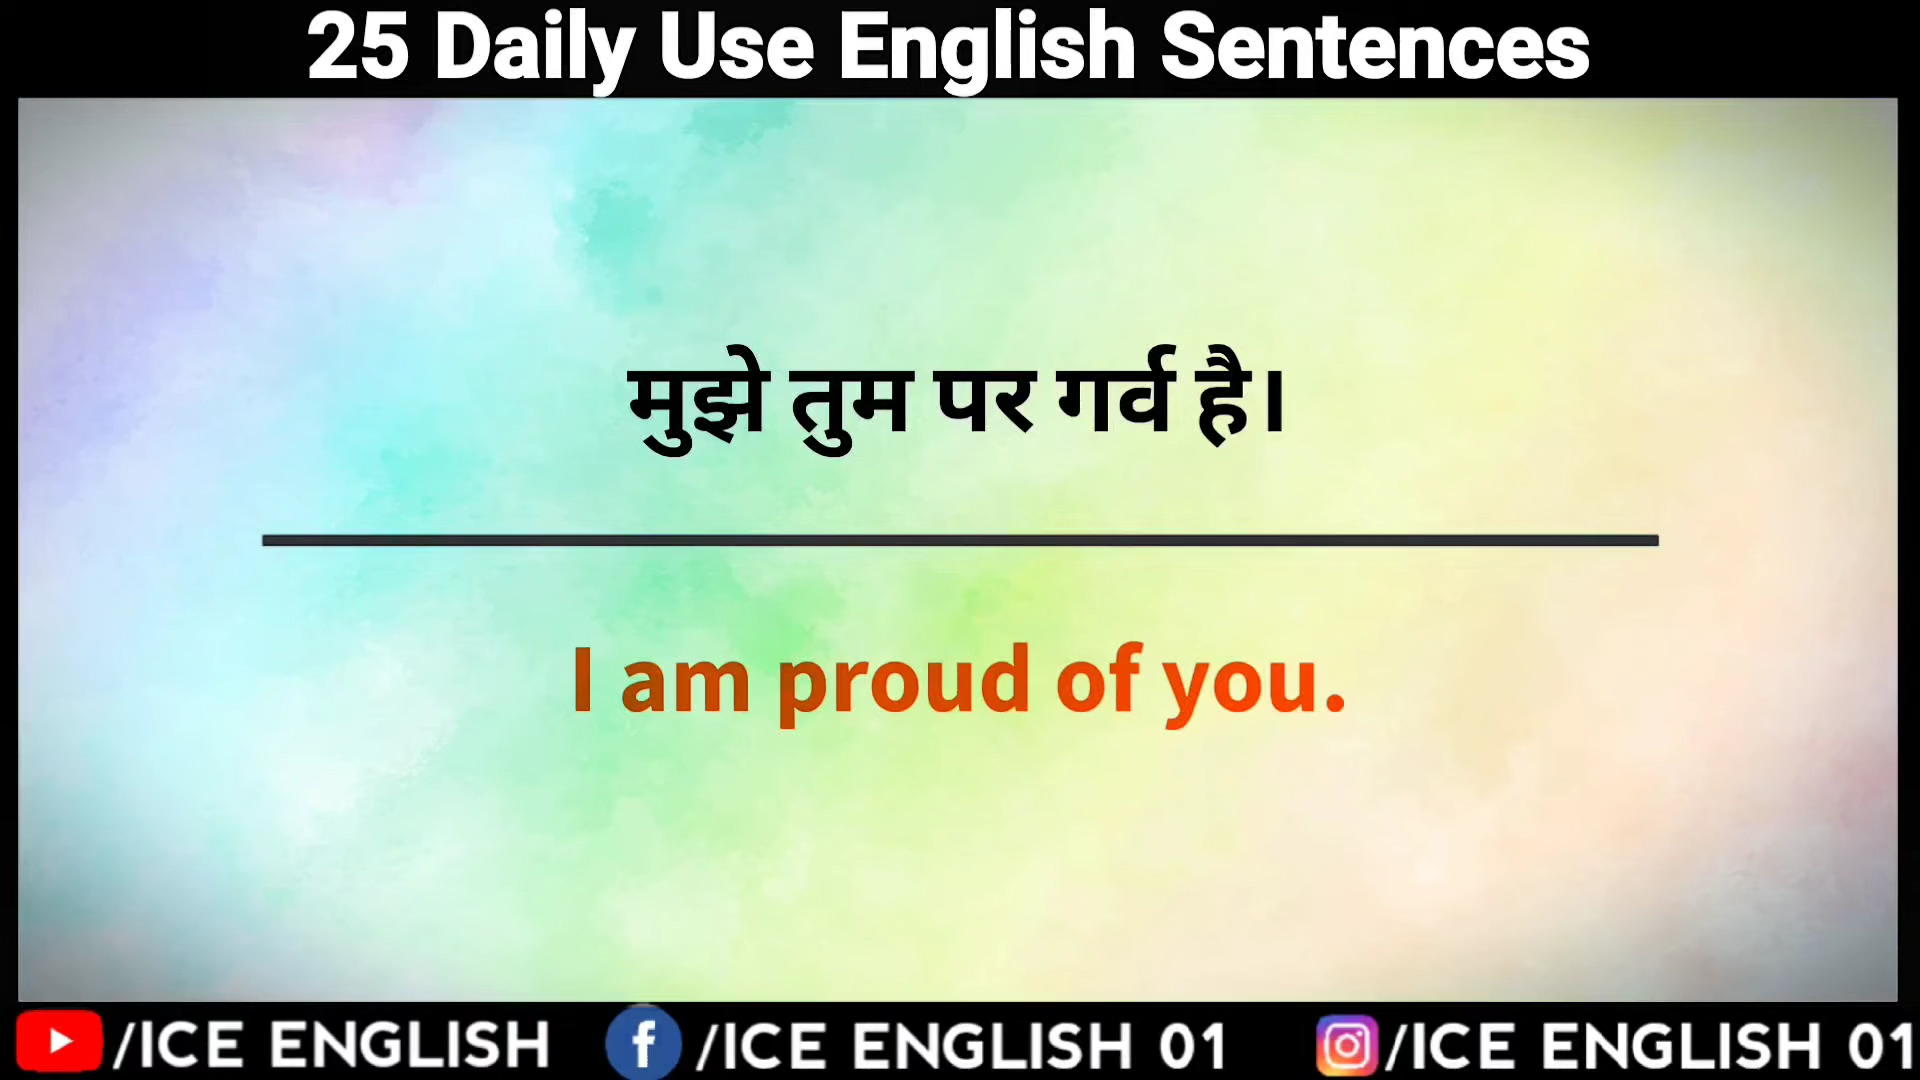 25 Daily Use English Sentences
मुझे तुम पर गर्व है।
I am proud of you.
/ICE ENGLISH /ICE ENGLISH 01 /ICE ENGLISH 01